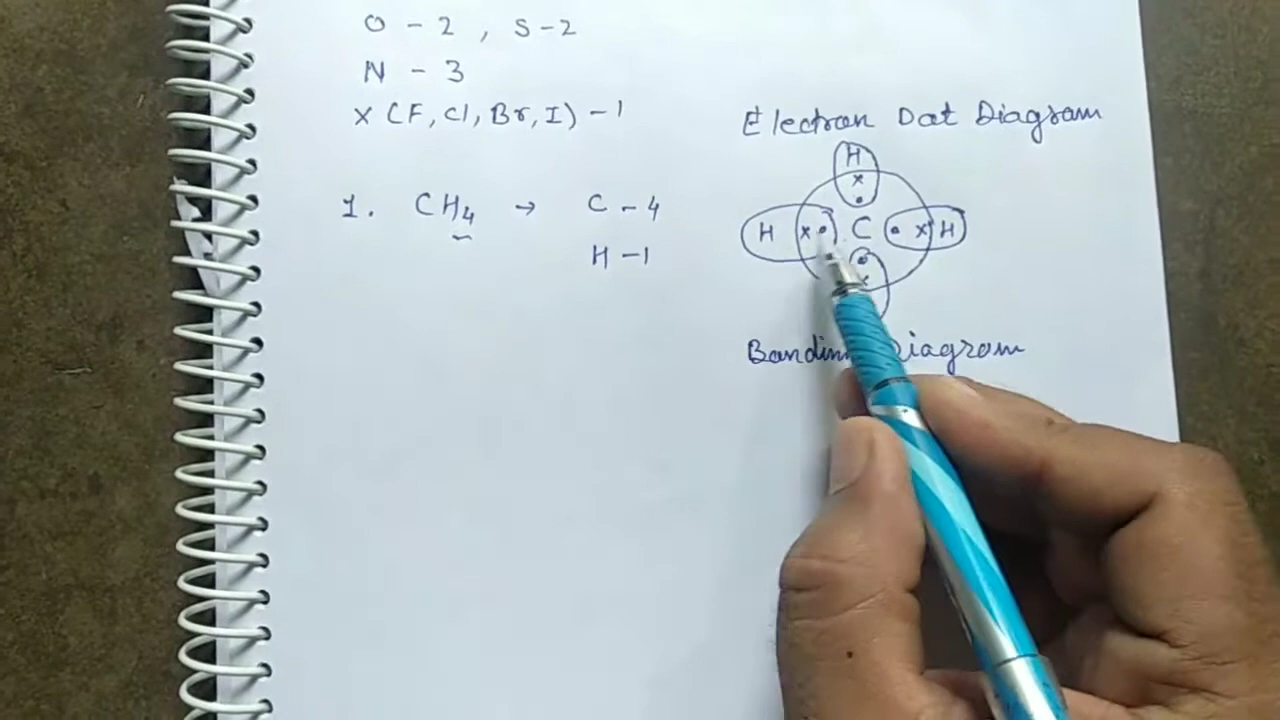 O - 2 , S-2
N - 3
X (F, Cl, Br, I) - 1
Electron Dot Diagram
1. CH4 → C - 4
H - 1
H
x
H x • C • x H
Diagram